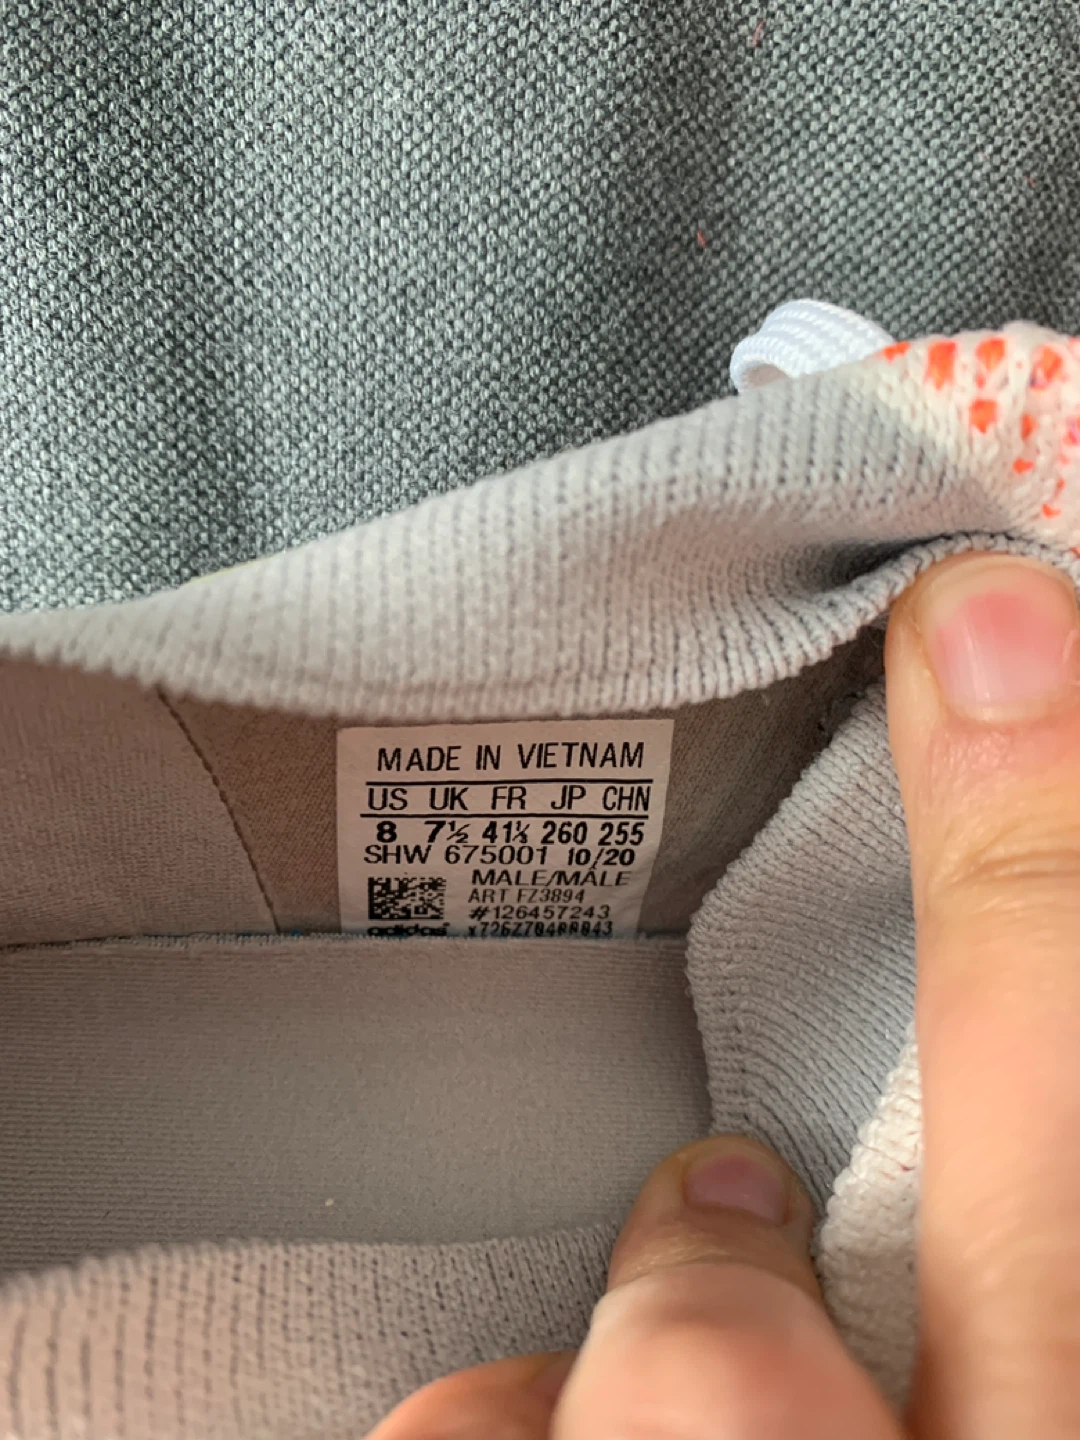 MADE IN VIETNAM
US UK FR JP CHN
8 7½ 41⅓ 260 255
SHW 675001 10/20
MALE/MÂLE
ART FZ3894
#126457243
adidas